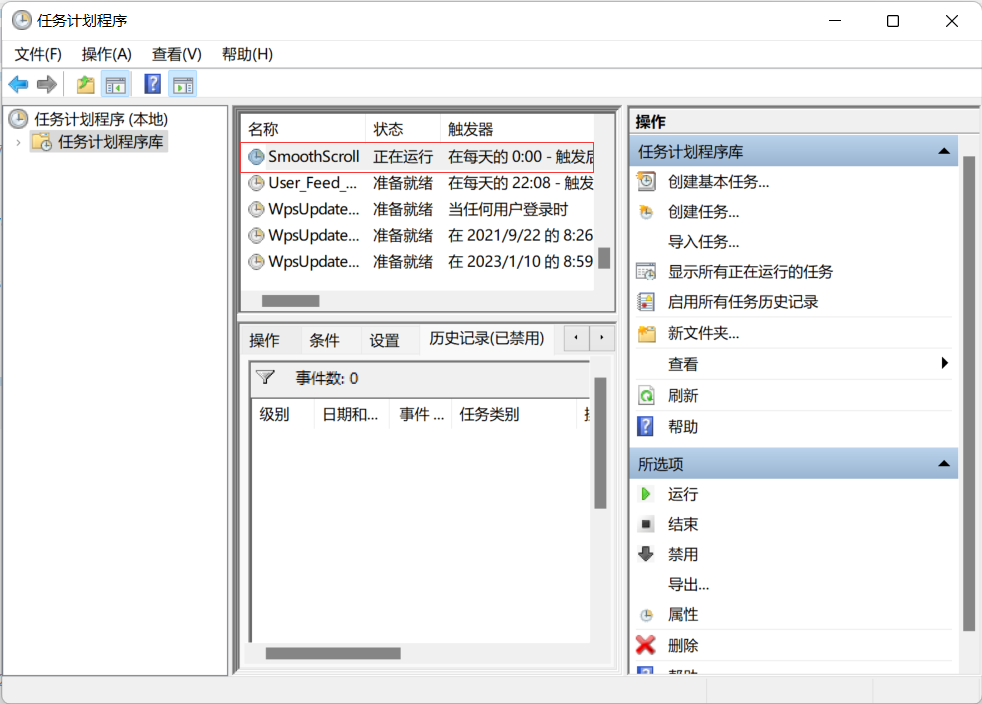 任务计划程序
文件(F) 操作(A) 查看(V) 帮助(H)
任务计划程序 (本地)
任务计划程序库
名称 状态 触发器
SmoothScroll 正在运行 在每天的 0:00 - 触发后
User_Feed_... 准备就绪 在每天的 22:08 - 触发
WpsUpdate... 准备就绪 当任何用户登录时
WpsUpdate... 准备就绪 在 2021/9/22 的 8:26
WpsUpdate... 准备就绪 在 2023/1/10 的 8:59
操作 条件 设置 历史记录(已禁用)
事件数: 0
级别 日期和... 事件 ... 任务类别
操作
任务计划程序库
创建基本任务...
创建任务...
导入任务...
显示所有正在运行的任务
启用所有任务历史记录
新文件夹...
查看
刷新
帮助
所选项
运行
结束
禁用
导出...
属性
删除
帮助